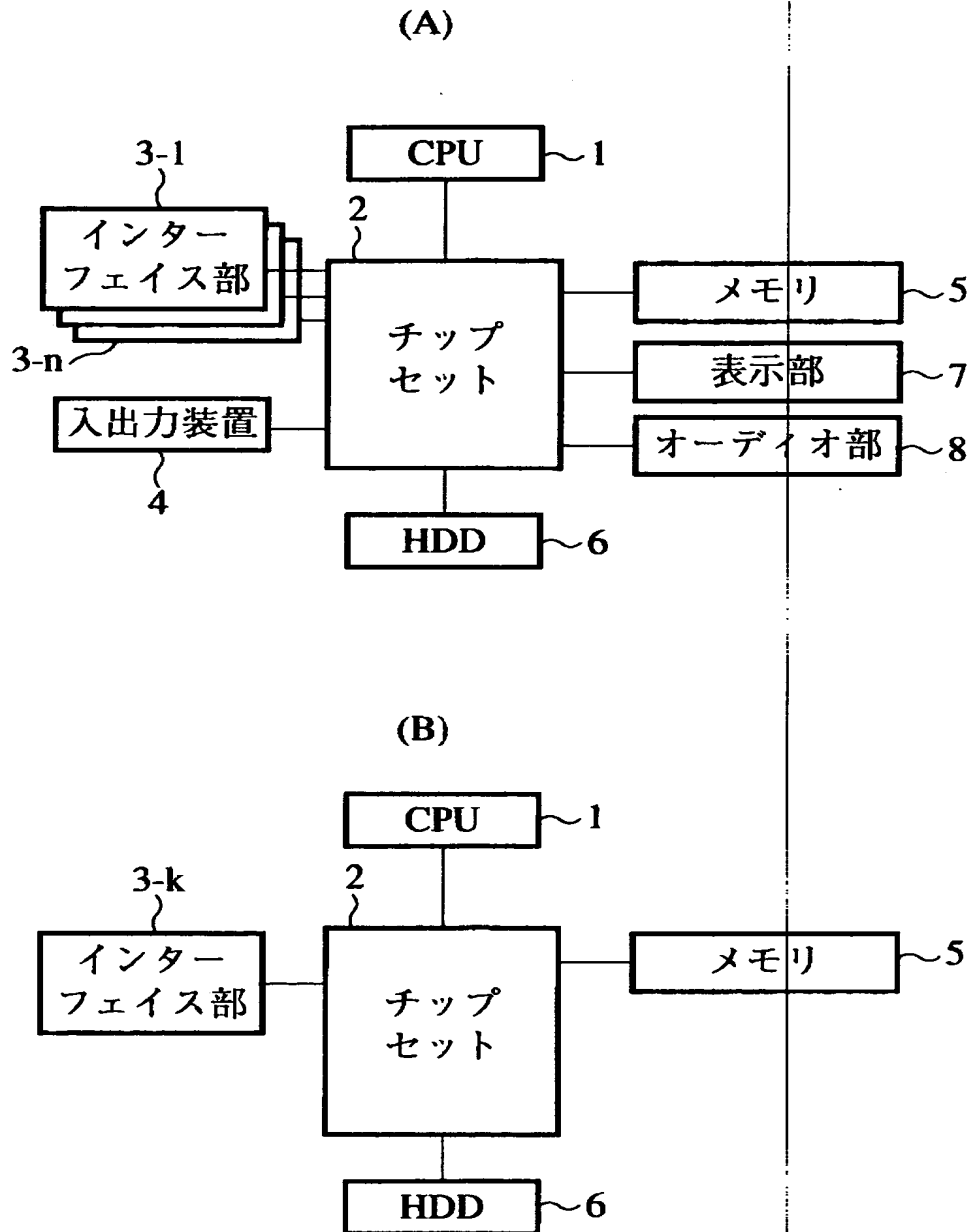 (A)
CPU
1
3-1
インター
フェイス部
3-n
2
チップ
セット
メモリ
5
表示部
7
入出力装置
4
オーディオ部
8
HDD
6
(B)
CPU
1
3-k
インター
フェイス部
2
チップ
セット
メモリ
5
HDD
6